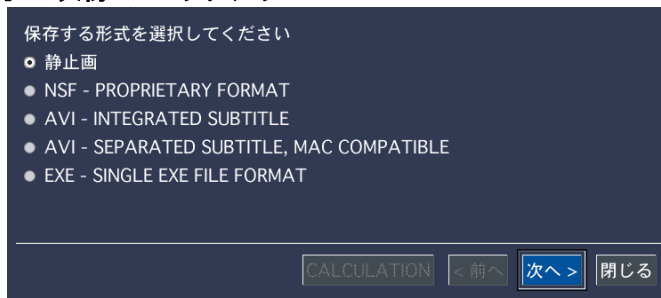 保存する形式を選択してください
静止画
NSF - PROPRIETARY FORMAT
AVI - INTEGRATED SUBTITLE
AVI - SEPARATED SUBTITLE, MAC COMPATIBLE
EXE - SINGLE EXE FILE FORMAT
CALCULATION < 前へ 次へ > 閉じる